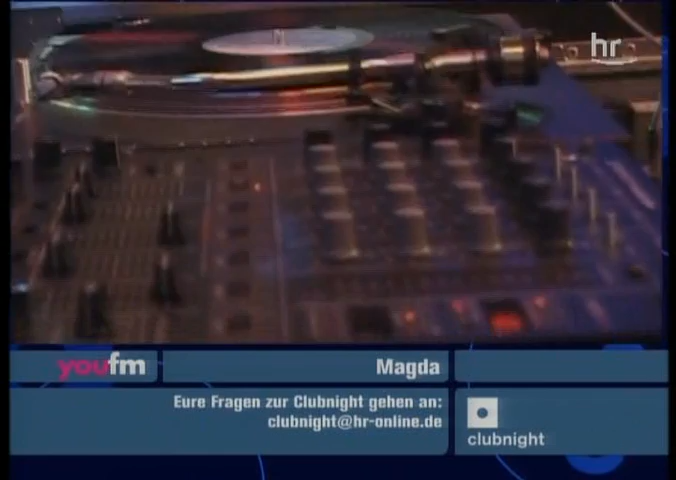 hr
youfm
Magda
Eure Fragen zur Clubnight gehen an:
clubnight@hr-online.de
clubnight